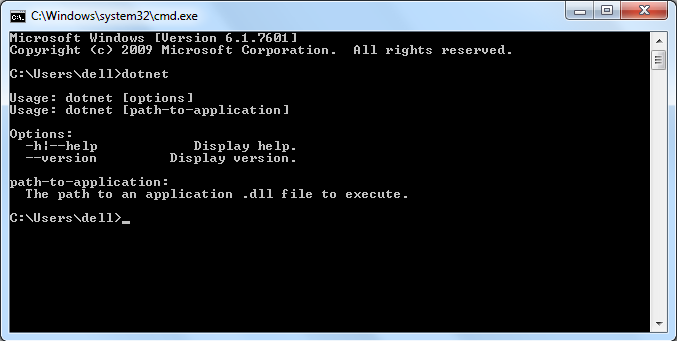 C:\Windows\system32\cmd.exe
Microsoft Windows [Version 6.1.7601]
Copyright (c) 2009 Microsoft Corporation.  All rights reserved.
C:\Users\dell>dotnet
Usage: dotnet [options]
Usage: dotnet [path-to-application]
Options:
  -h|--help            Display help.
  --version         Display version.
path-to-application:
  The path to an application .dll file to execute.
C:\Users\dell>_